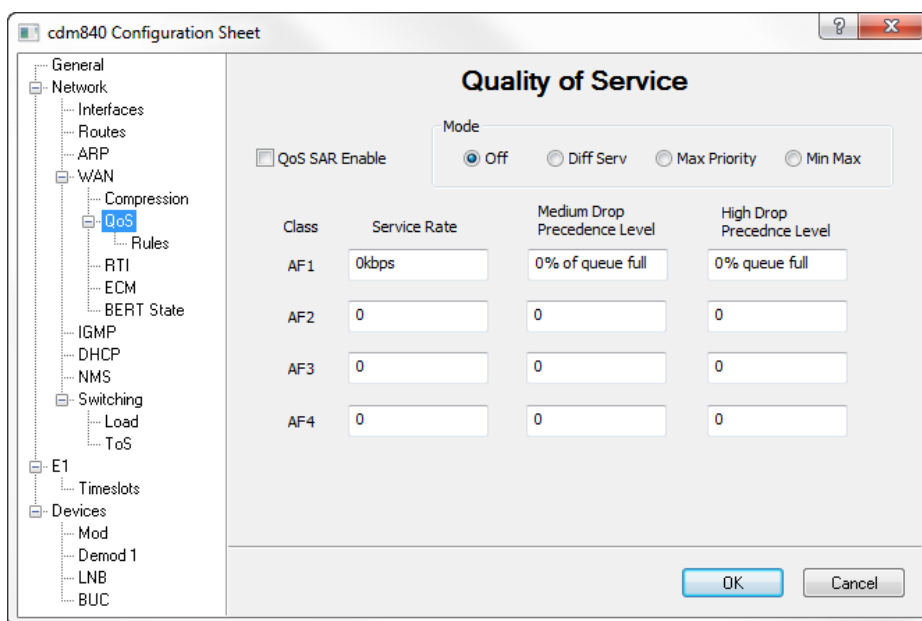 cdm840 Configuration Sheet
?
General
Network
Interfaces
Routes
ARP
WAN
Compression
QoS
Rules
RTI
ECM
BERT State
IGMP
DHCP
NMS
Switching
Load
ToS
E1
Timeslots
Devices
Mod
Demod 1
LNB
BUC
Quality of Service
QoS SAR Enable
Mode
Off Diff Serv Max Priority Min Max
Class Service Rate Medium Drop Precedence Level High Drop Precednce Level
AF1 0kbps 0% of queue full 0% queue full
AF2 0 0 0
AF3 0 0 0
AF4 0 0 0
OK Cancel